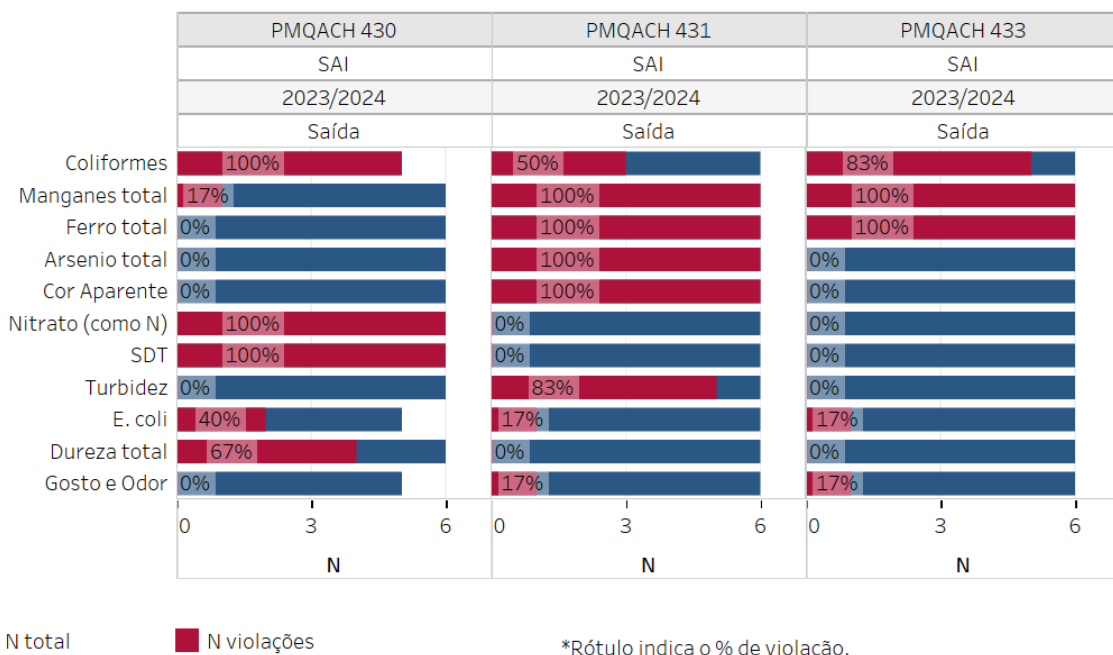 PMQACH 430 PMQACH 431 PMQACH 433
SAI SAI SAI
2023/2024 2023/2024 2023/2024
Saída Saída Saída
Coliformes 100% 50% 83%
Manganes total 17% 100% 100%
Ferro total 0% 100% 100%
Arsenio total 0% 100% 0%
Cor Aparente 0% 100% 0%
Nitrato (como N) 100% 0% 0%
SDT 100% 0% 0%
Turbidez 0% 83% 0%
E. coli 40% 17% 17%
Dureza total 67% 0% 0%
Gosto e Odor 0% 17% 17%
0 3 6 0 3 6 0 3 6
N N N
N total N violações *Rótulo indica o % de violação.